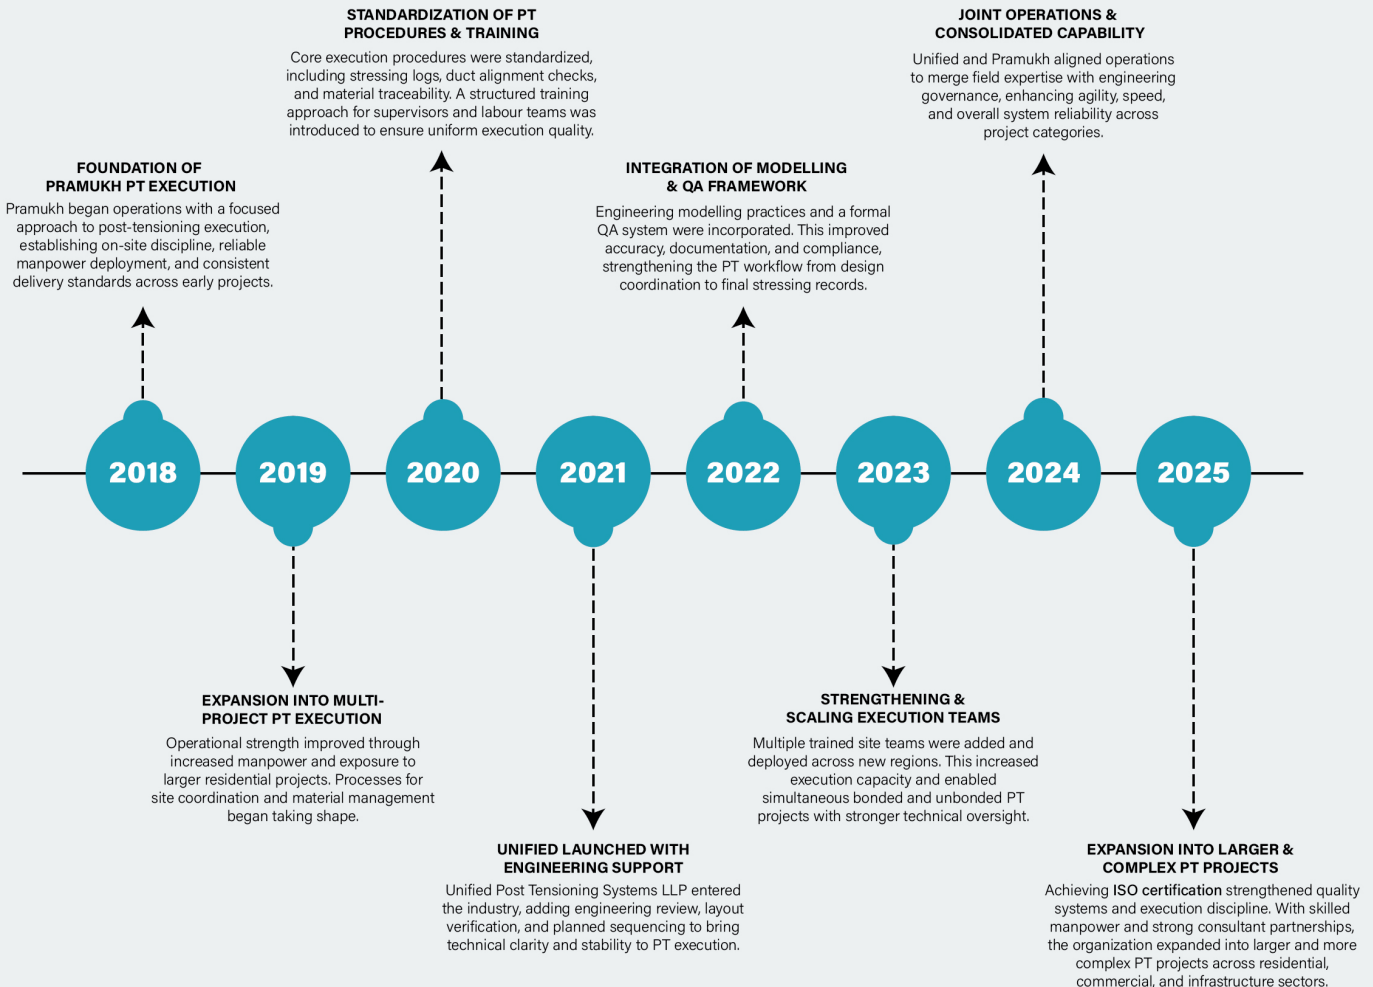 STANDARDIZATION OF PT
PROCEDURES & TRAINING
Core execution procedures were standardized,
including stressing logs, duct alignment checks,
and material traceability. A structured training
approach for supervisors and labour teams was
introduced to ensure uniform execution quality.
JOINT OPERATIONS &
CONSOLIDATED CAPABILITY
Unified and Pramukh aligned operations
to merge field expertise with engineering
governance, enhancing agility, speed,
and overall system reliability across
project categories.
FOUNDATION OF
PRAMUKH PT EXECUTION
Pramukh began operations with a focused
approach to post-tensioning execution,
establishing on-site discipline, reliable
manpower deployment, and consistent
delivery standards across early projects.
INTEGRATION OF MODELLING
& QA FRAMEWORK
Engineering modelling practices and a formal
QA system were incorporated. This improved
accuracy, documentation, and compliance,
strengthening the PT workflow from design
coordination to final stressing records.
2018
2019
2020
2021
2022
2023
2024
2025
EXPANSION INTO MULTI-
PROJECT PT EXECUTION
Operational strength improved through
increased manpower and exposure to
larger residential projects. Processes for
site coordination and material management
began taking shape.
STRENGTHENING &
SCALING EXECUTION TEAMS
Multiple trained site teams were added and
deployed across new regions. This increased
execution capacity and enabled
simultaneous bonded and unbonded PT
projects with stronger technical oversight.
UNIFIED LAUNCHED WITH
ENGINEERING SUPPORT
Unified Post Tensioning Systems LLP entered
the industry, adding engineering review, layout
verification, and planned sequencing to bring
technical clarity and stability to PT execution.
EXPANSION INTO LARGER &
COMPLEX PT PROJECTS
Achieving ISO certification strengthened quality
systems and execution discipline. With skilled
manpower and strong consultant partnerships,
the organization expanded into larger and more
complex PT projects across residential,
commercial, and infrastructure sectors.